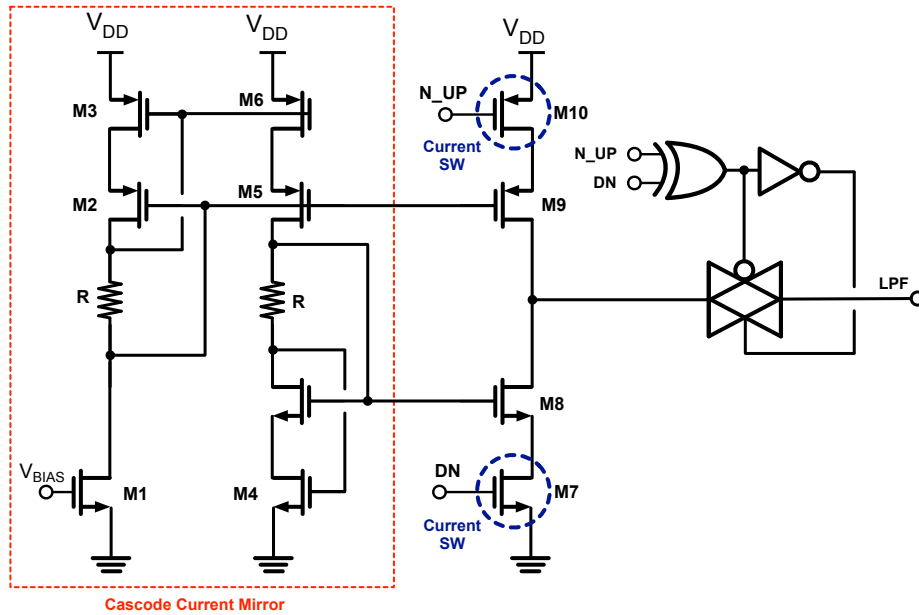 VDD
VDD
VDD
M3
M6
N_UP
M10
Current
SW
N_UP
DN
M2
M5
M9
R
R
LPF
M8
VBIAS
M1
M4
DN
M7
Current
SW
Cascode Current Mirror